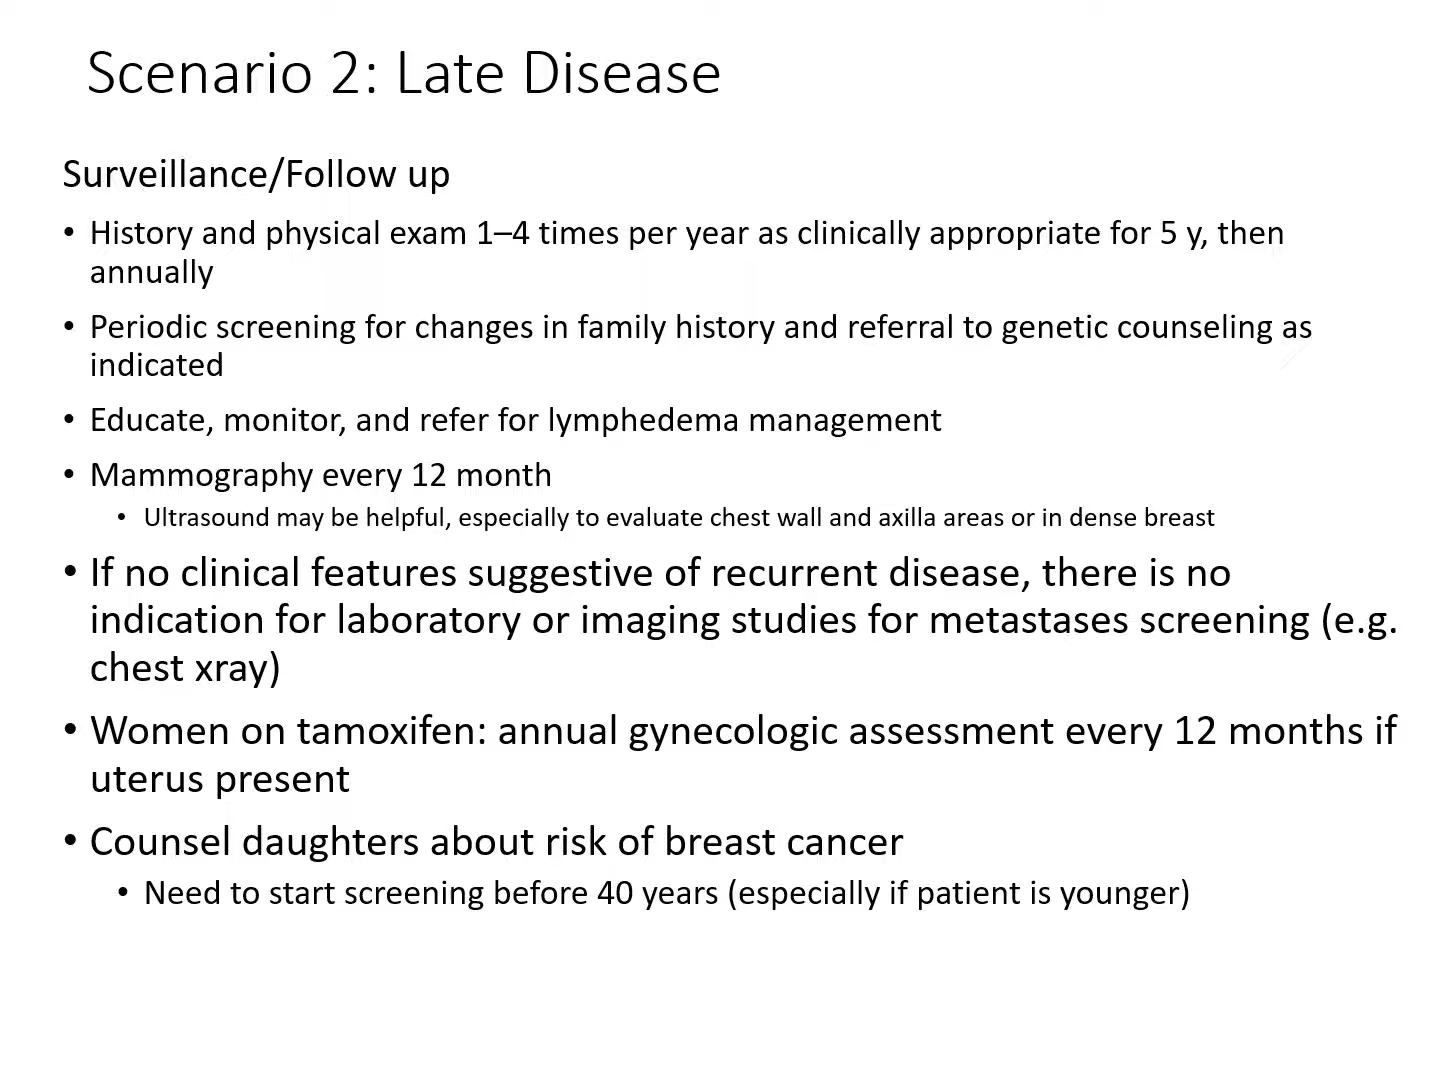 Scenario 2: Late Disease
Surveillance/Follow up
• History and physical exam 1–4 times per year as clinically appropriate for 5 y, then
annually
• Periodic screening for changes in family history and referral to genetic counseling as
indicated
• Educate, monitor, and refer for lymphedema management
• Mammography every 12 month
• Ultrasound may be helpful, especially to evaluate chest wall and axilla areas or in dense breast
• If no clinical features suggestive of recurrent disease, there is no
indication for laboratory or imaging studies for metastases screening (e.g.
chest xray)
• Women on tamoxifen: annual gynecologic assessment every 12 months if
uterus present
• Counsel daughters about risk of breast cancer
• Need to start screening before 40 years (especially if patient is younger)